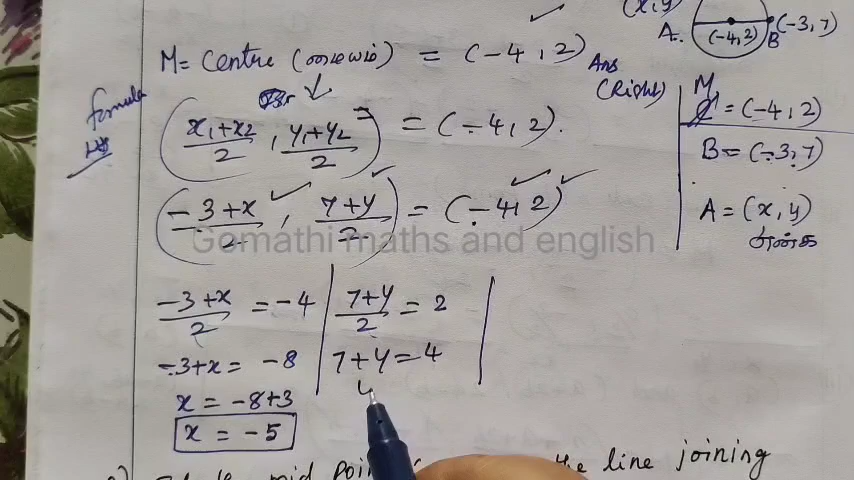 (x,y)
A. (-4,2) B (-3,7)
M = Centre (மையம்) = (-4, 2) Ans
(Right)
formula
(x₁+x₂/2 , y₁+y₂/2) = (-4, 2).
(-3+x/2 , 7+y/2) = (-4, 2)
M = (-4, 2)
B = (-3, 7)
A = (x, y)
Gomathi maths and english
-3+x/2 = -4
-3+x = -8
x = -8+3
x = -5
7+y/2 = 2
7+y = 4
y
mid point
the line joining